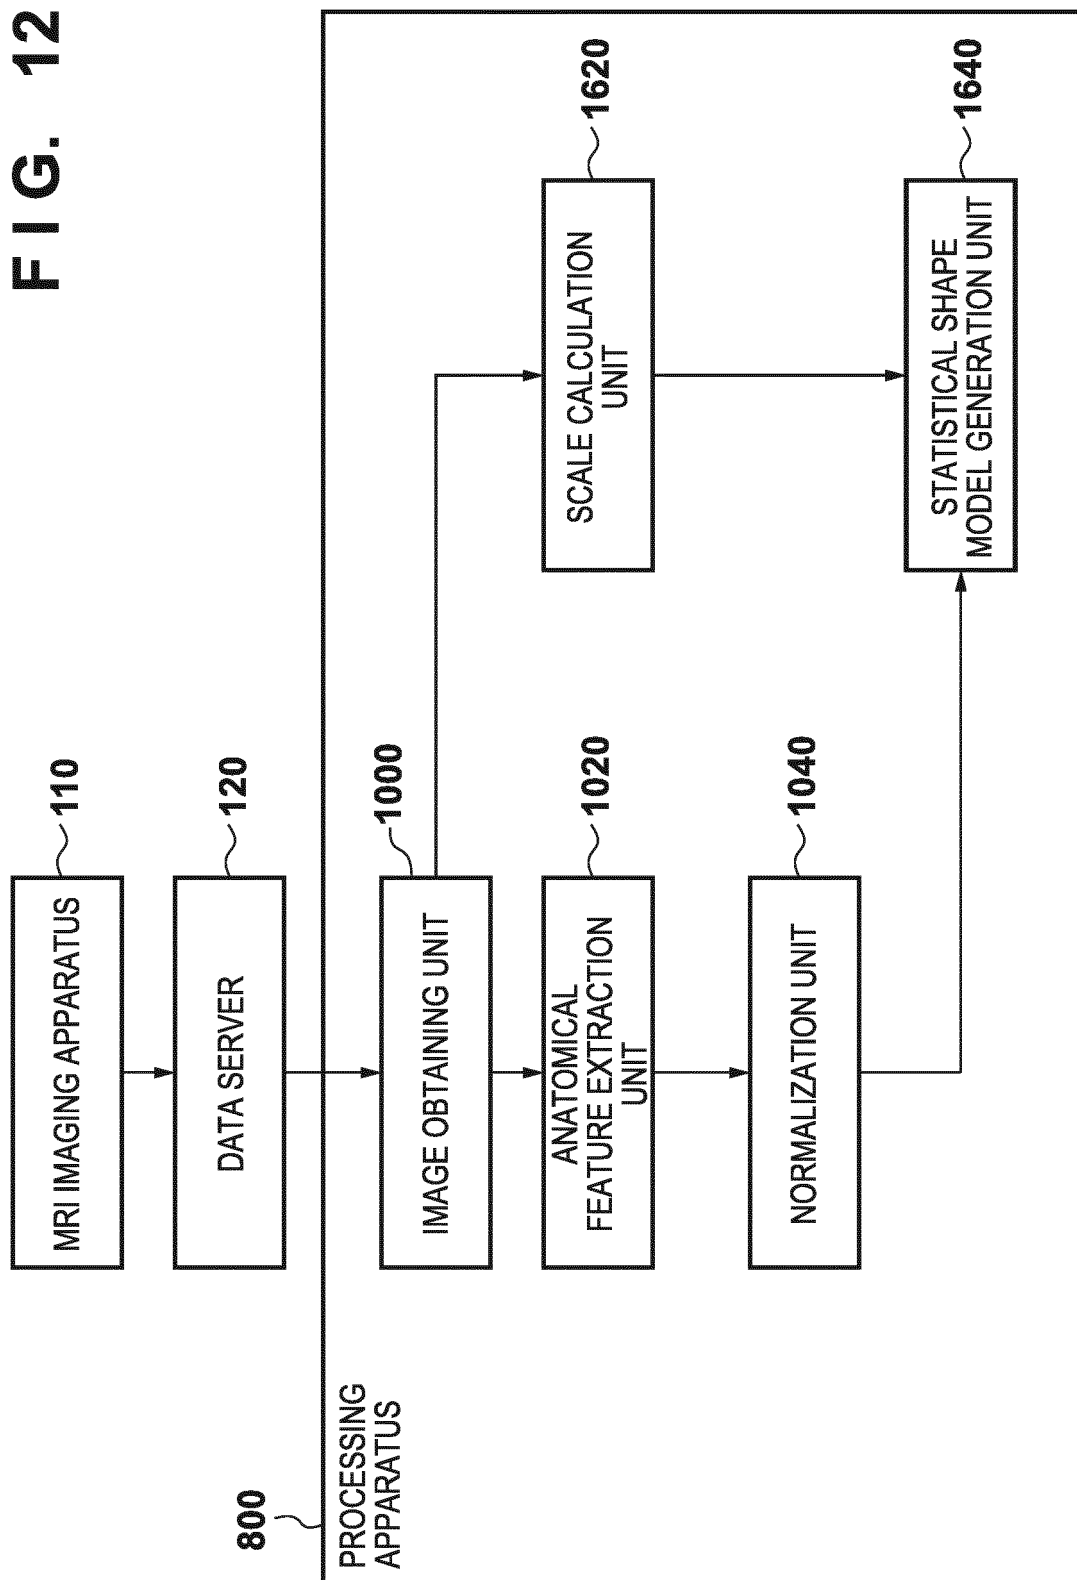 FIG. 12
MRI IMAGING APPARATUS
110
DATA SERVER
120
800
PROCESSING
APPARATUS
IMAGE OBTAINING UNIT
1000
ANATOMICAL
FEATURE EXTRACTION
UNIT
1020
SCALE CALCULATION
UNIT
1620
NORMALIZATION UNIT
1040
STATISTICAL SHAPE
MODEL GENERATION UNIT
1640